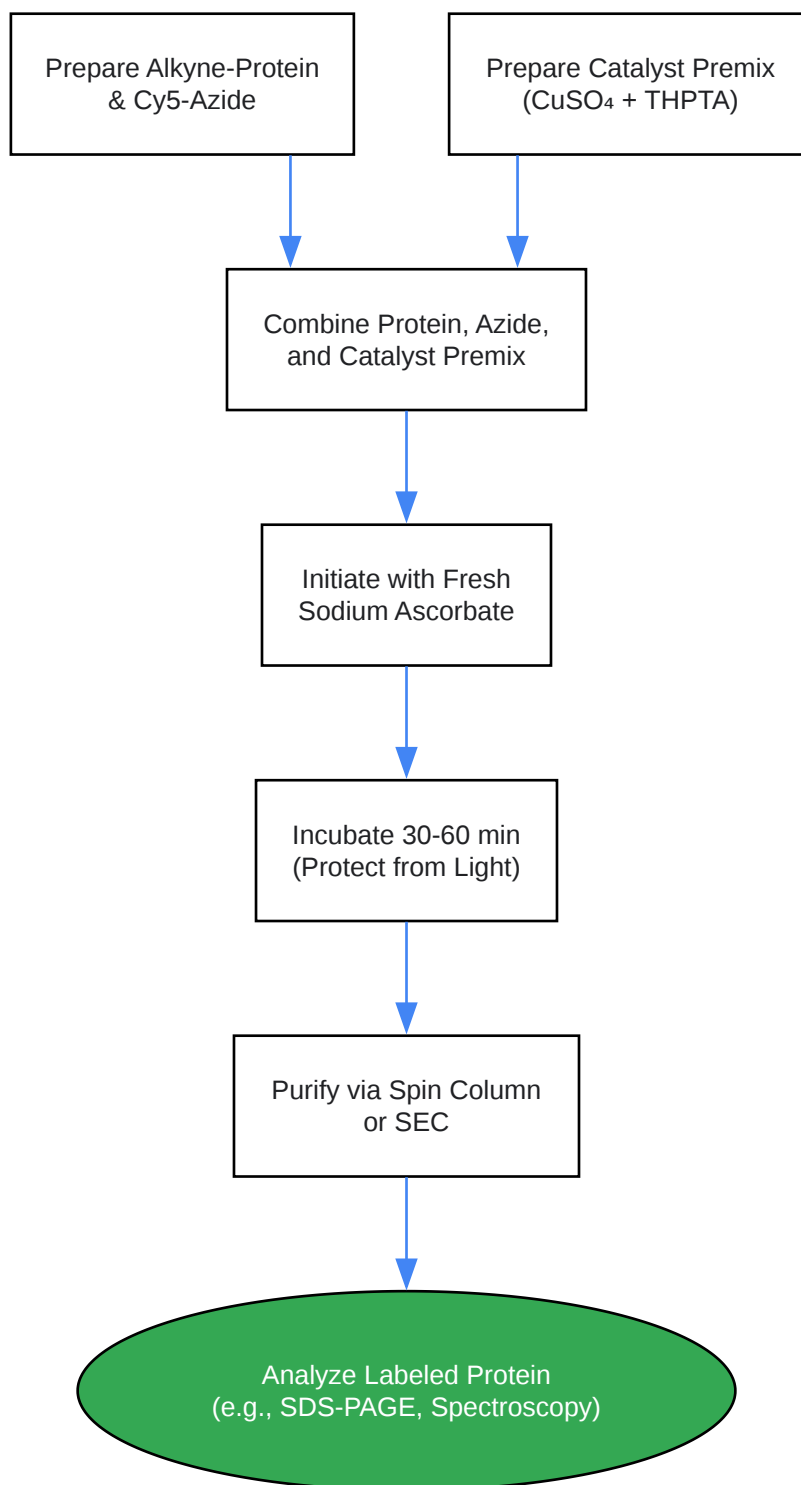 Prepare Alkyne-Protein
& Cy5-Azide
Prepare Catalyst Premix
(CuSO₄ + THPTA)
Combine Protein, Azide,
and Catalyst Premix
Initiate with Fresh
Sodium Ascorbate
Incubate 30-60 min
(Protect from Light)
Purify via Spin Column
or SEC
Analyze Labeled Protein
(e.g., SDS-PAGE, Spectroscopy)